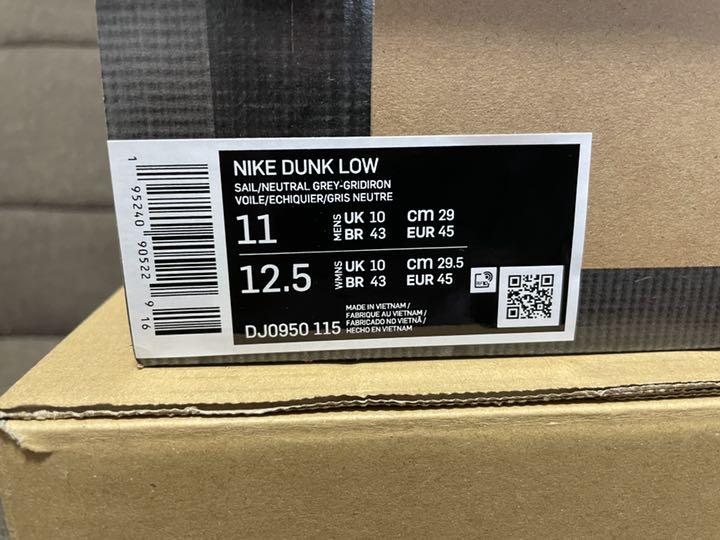 NIKE DUNK LOW
SAIL/NEUTRAL GREY-GRIDIRON
VOILE/ECHIQUIER/GRIS NEUTRE
11 MENS UK 10 CM 29
BR 43 EUR 45
12.5 WMNS UK 10 CM 29.5
BR 43 EUR 45
DJ0950 115
MADE IN VIETNAM /
FABRIQUE AU VIETNAM /
FABRICADO NO VIETNÃ /
HECHO EN VIETNAM
1 95240 90522 9 16